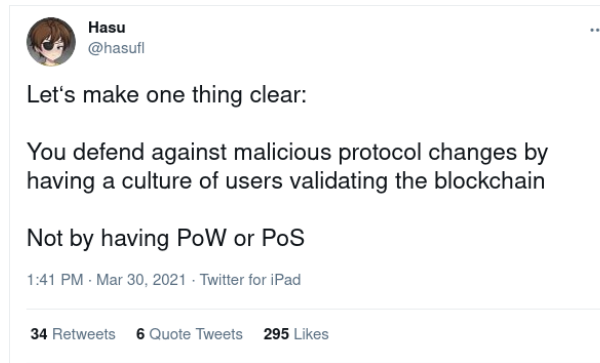 Hasu
@hasufl
Let‘s make one thing clear:
You defend against malicious protocol changes by
having a culture of users validating the blockchain
Not by having PoW or PoS
1:41 PM · Mar 30, 2021 · Twitter for iPad
34 Retweets 6 Quote Tweets 295 Likes